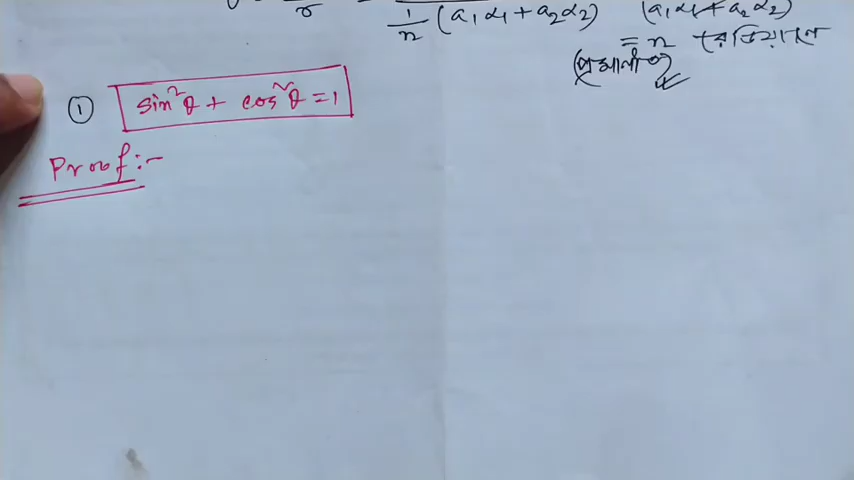 1/n (a₁α₁ + a₂α₂) (a₁α₁ + a₂α₂)
= n রেডিয়ানে
(প্রমাণিত)
① sin²θ + cos²θ = 1
Proof:-